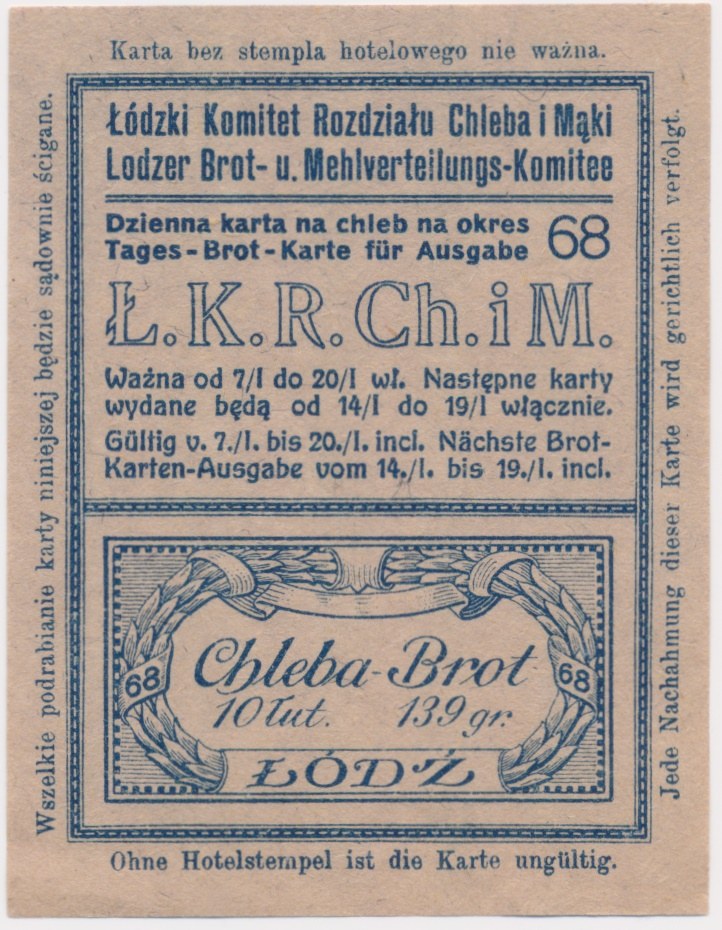 Karta bez stempla hotelowego nie ważna.
Wszelkie podrabianie karty niniejszej będzie sądownie ścigane.
Łódzki Komitet Rozdziału Chleba i Mąki
Lodzer Brot- u. Mehlverteilungs-Komitee
Dzienna karta na chleb na okres
Tages-Brot-Karte für Ausgabe
68
Ł.K.R.Ch.iM.
Ważna od 7/I do 20/I wł. Następne karty
wydane będą od 14/I do 19/I włącznie.
Gültig v. 7./I. bis 20./I. incl. Nächste Brot-
Karten-Ausgabe vom 14./I. bis 19./I. incl.
Chleba-Brot
68
68
10 łut. 139 gr.
ŁÓDŹ
Jede Nachahmung dieser Karte wird gerichtlich verfolgt.
Ohne Hotelstempel ist die Karte ungültig.